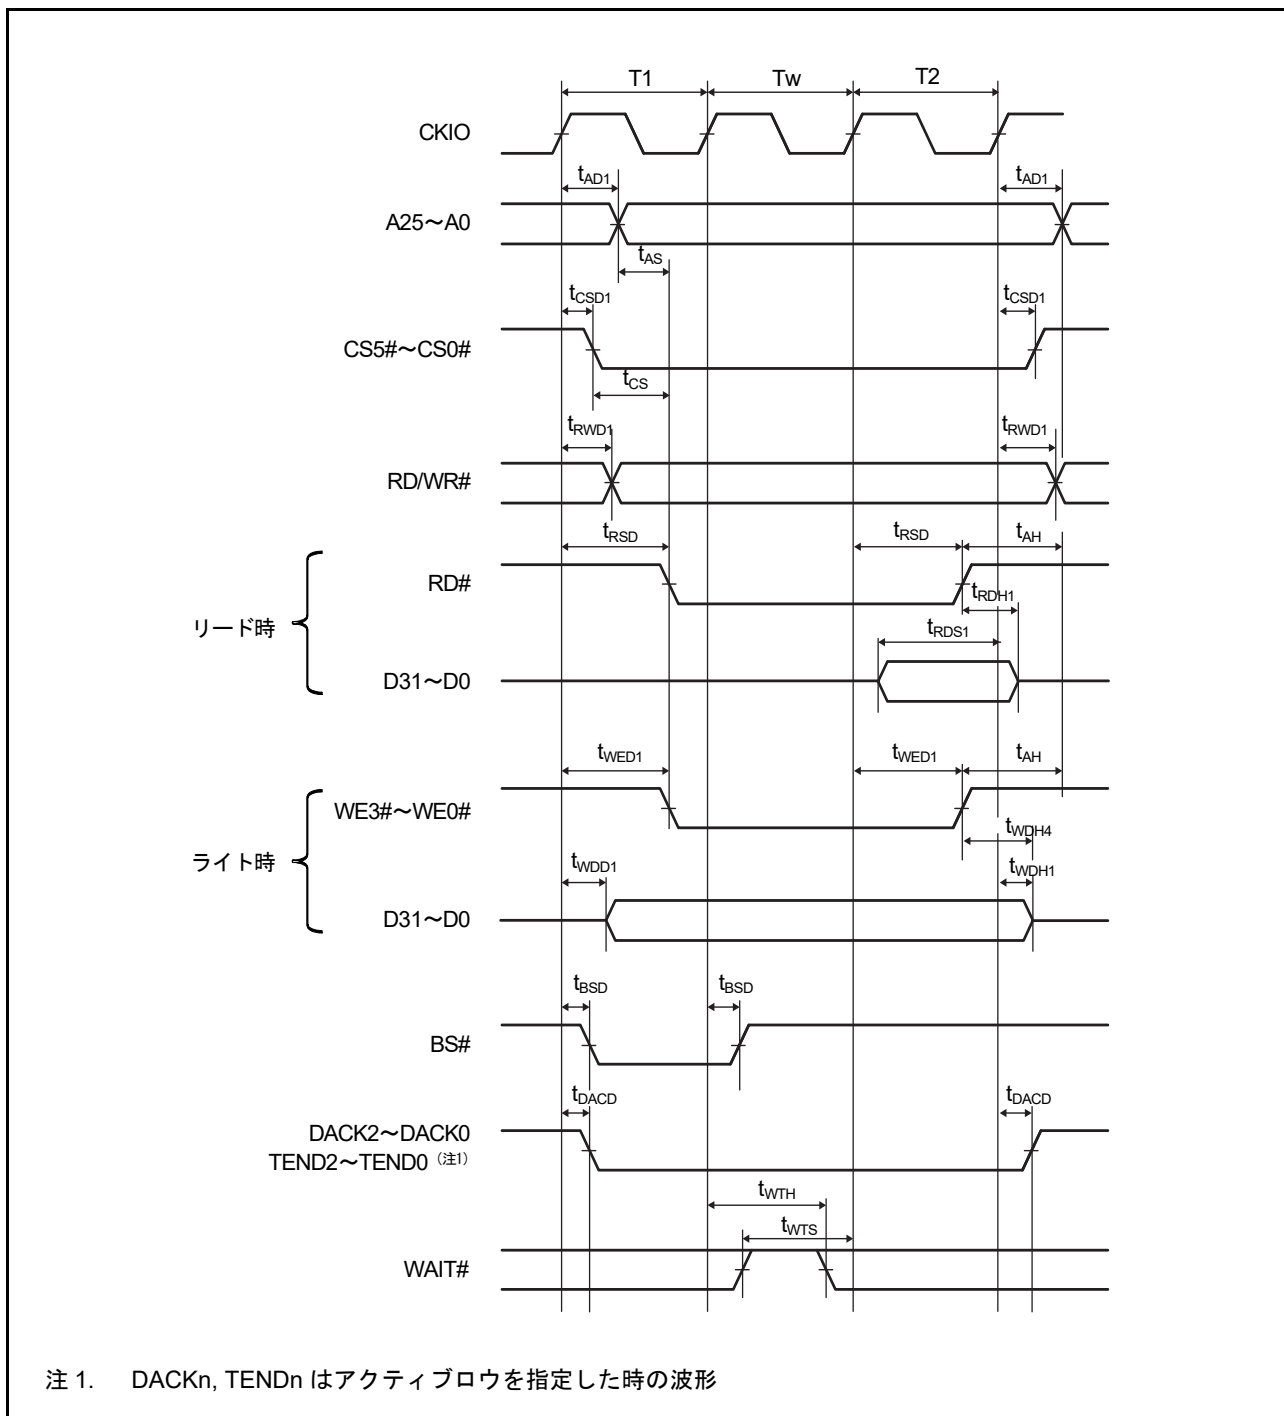 T1 Tw T2
CKIO
tAD1 tAD1
A25～A0
tAS
tCSD1 tCSD1
CS5#～CS0#
tCS
tRWD1 tRWD1
RD/WR#
tRSD tRSD tAH
RD#
tRDH1
リード時
tRDS1
D31～D0
tWED1 tWED1 tAH
WE3#～WE0#
tWDH4
ライト時
tWDD1 tWDH1
D31～D0
tBSD tBSD
BS#
tDACD tDACD
DACK2～DACK0
TEND2～TEND0（注1）
tWTH
tWTS
WAIT#
注 1. DACKn, TENDn はアクティブロウを指定した時の波形